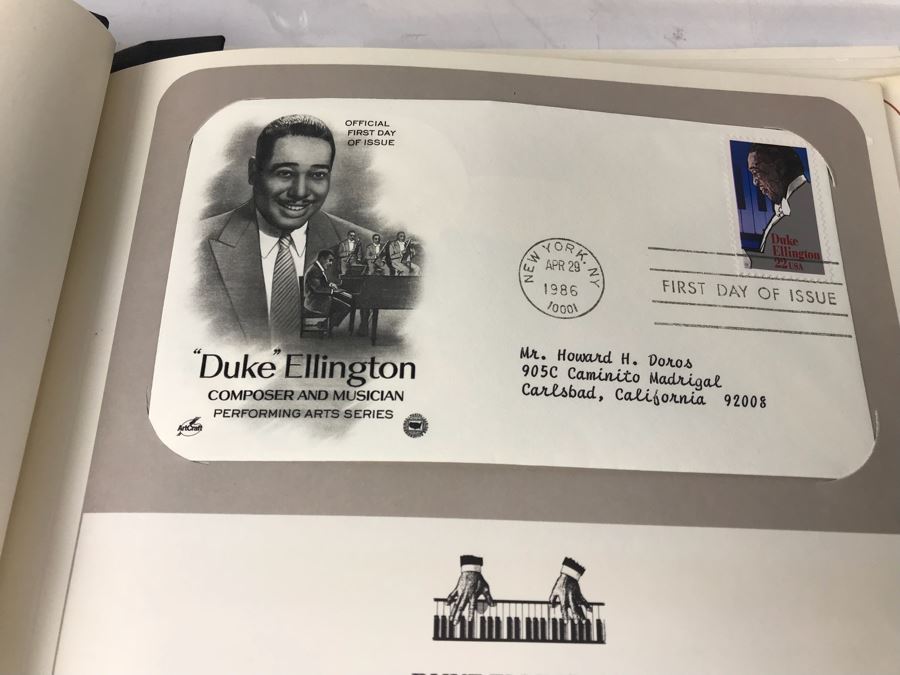 OFFICIAL
FIRST DAY
OF ISSUE
"Duke" Ellington
COMPOSER AND MUSICIAN
PERFORMING ARTS SERIES
ArtCraft
NEW YORK, NY
APR 29
1986
10001
Duke
Ellington
22 USA
FIRST DAY OF ISSUE
Mr. Howard H. Doros
905C Caminito Madrigal
Carlsbad, California 92008